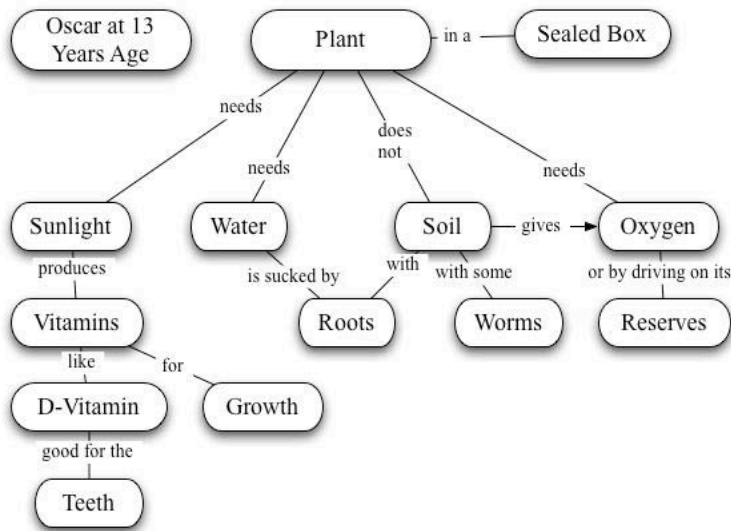 Oscar at 13
Years Age
Plant
in a
Sealed Box
needs
needs
does
not
needs
Sunlight
Water
Soil
gives
Oxygen
produces
is sucked by
with
with some
or by driving on its
Vitamins
Roots
Worms
Reserves
like
for
D-Vitamin
Growth
good for the
Teeth